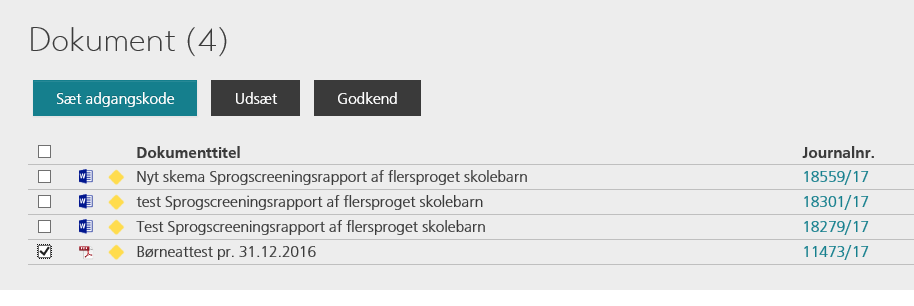 Dokument (4)
Sæt adgangskode Udsæt Godkend
Dokumenttitel Journalnr.
Nyt skema Sprogscreeningsrapport af flersproget skolebarn 18559/17
test Sprogscreeningsrapport af flersproget skolebarn 18301/17
Test Sprogscreeningsrapport af flersproget skolebarn 18279/17
Børneattest pr. 31.12.2016 11473/17